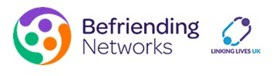 Befriending
Networks
LINKING LIVES UK